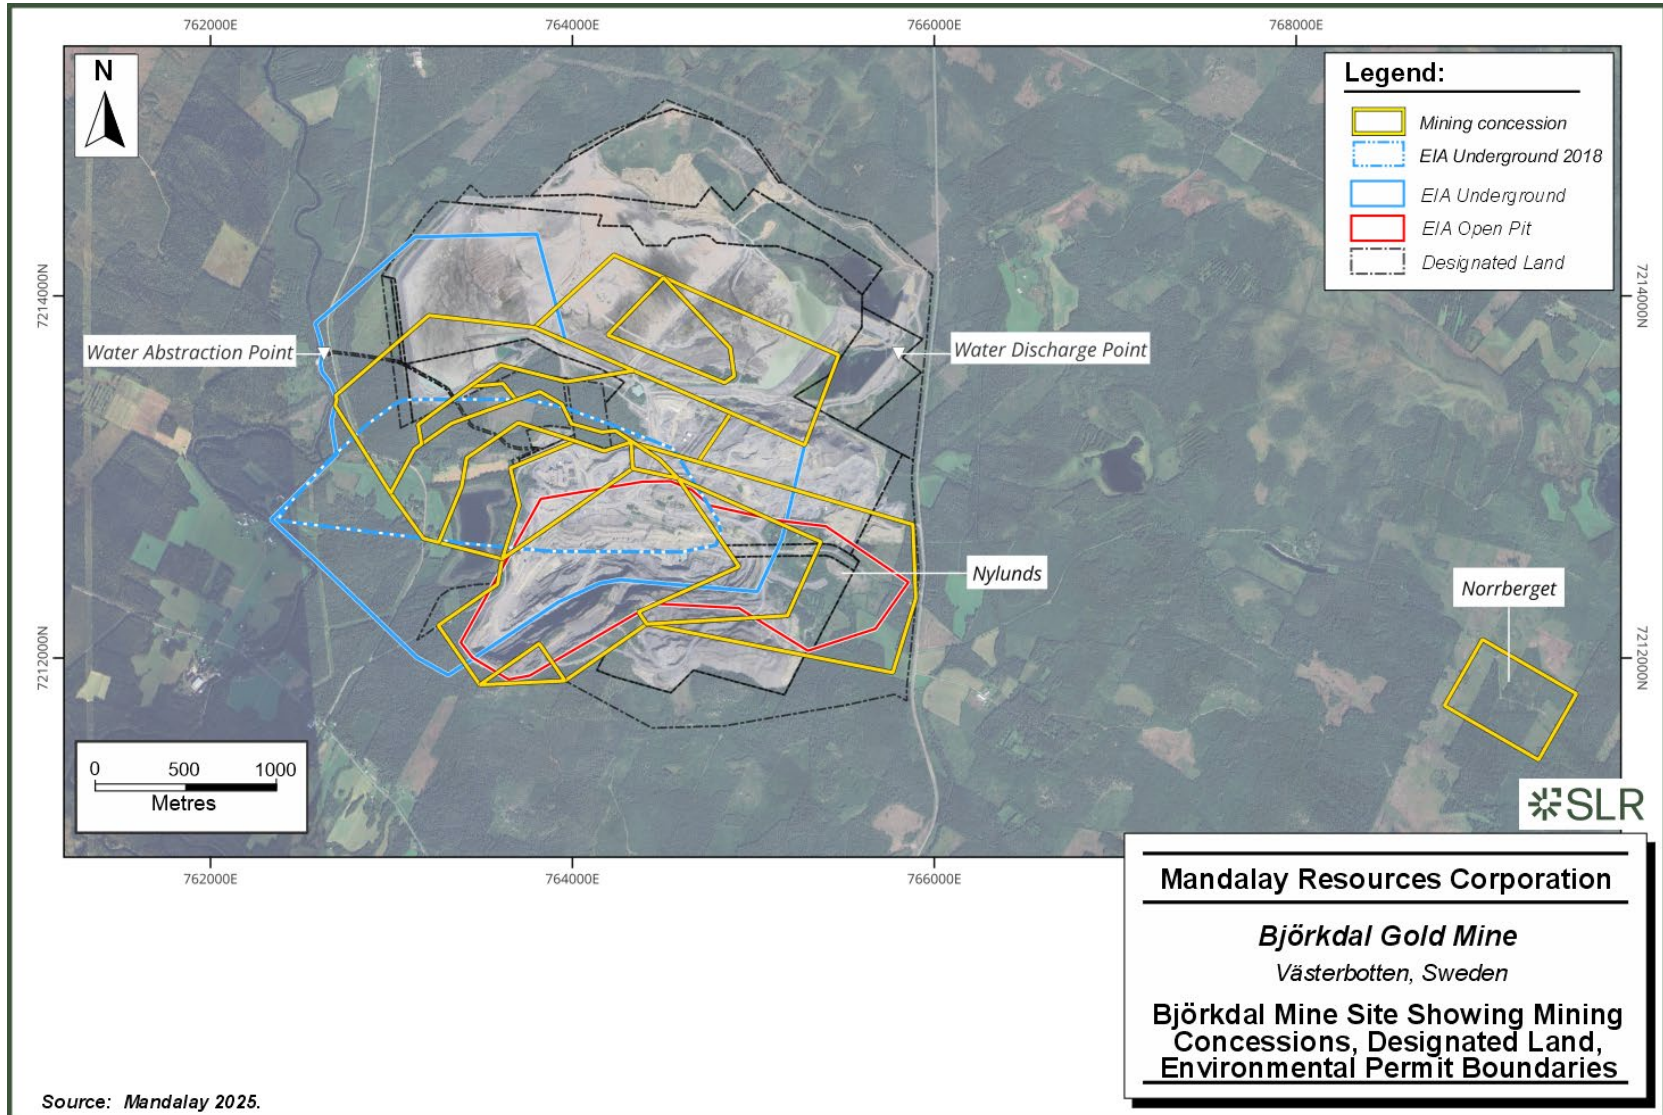 762000E
764000E
766000E
768000E
N
Legend:
Mining concession
EIA Underground 2018
EIA Underground
EIA Open Pit
Designated Land
7214000N
7214000N
Water Abstraction Point
Water Discharge Point
Nylunds
Norrberget
7212000N
7212000N
0 500 1000
Metres
SLR
762000E
764000E
766000E
Mandalay Resources Corporation
Björkdal Gold Mine
Västerbotten, Sweden
Björkdal Mine Site Showing Mining
Concessions, Designated Land,
Environmental Permit Boundaries
Source: Mandalay 2025.